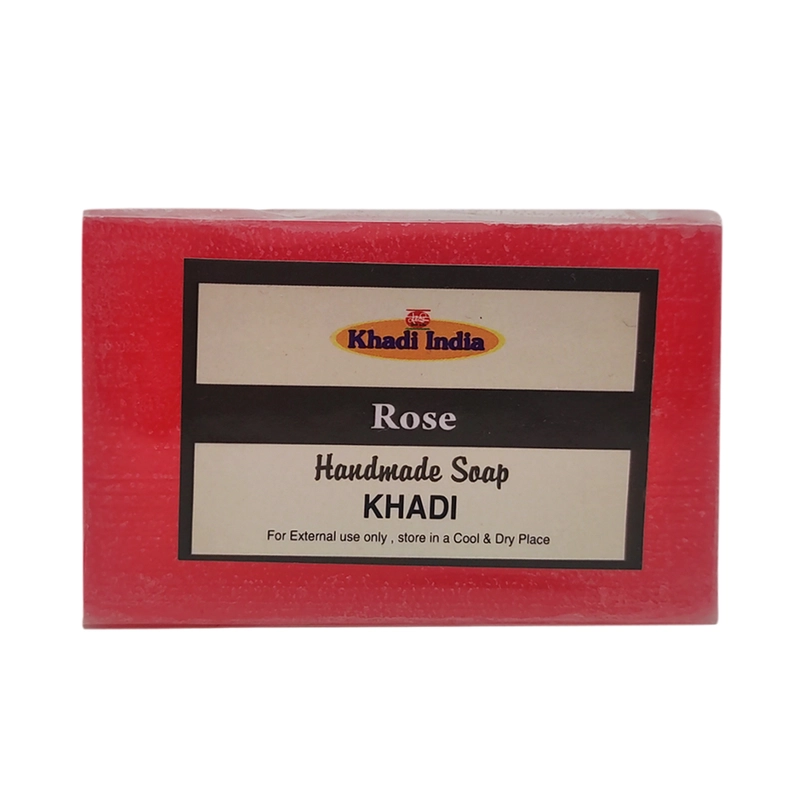 Khadi India
Rose
Handmade Soap
KHADI
For External use only , store in a Cool & Dry Place